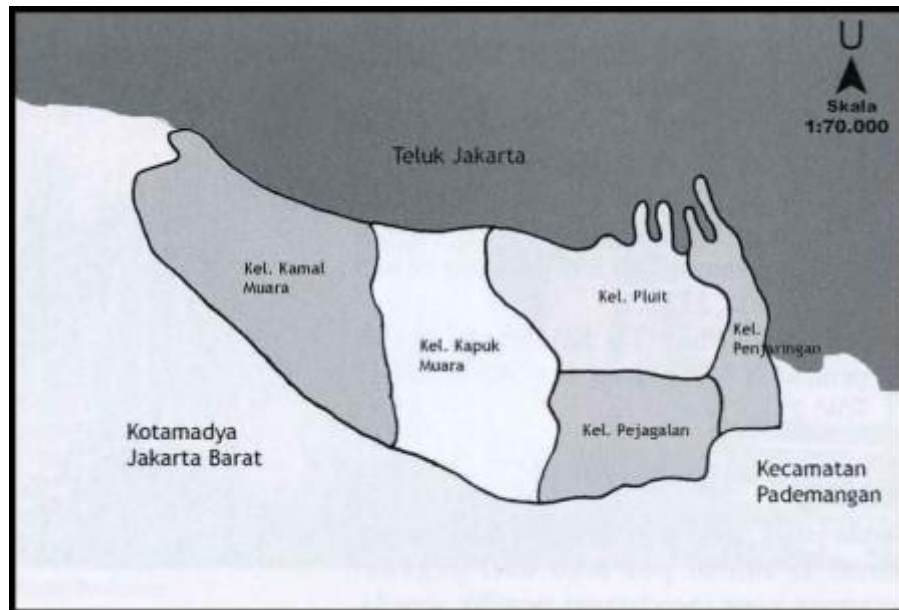 U
Skala
1:70.000
Teluk Jakarta
Kel. Kamal
Muara
Kel. Pluit
Kel.
Penjaringan
Kel. Kapuk
Muara
Kel. Pejagalan
Kotamadya
Jakarta Barat
Kecamatan
Pademangan